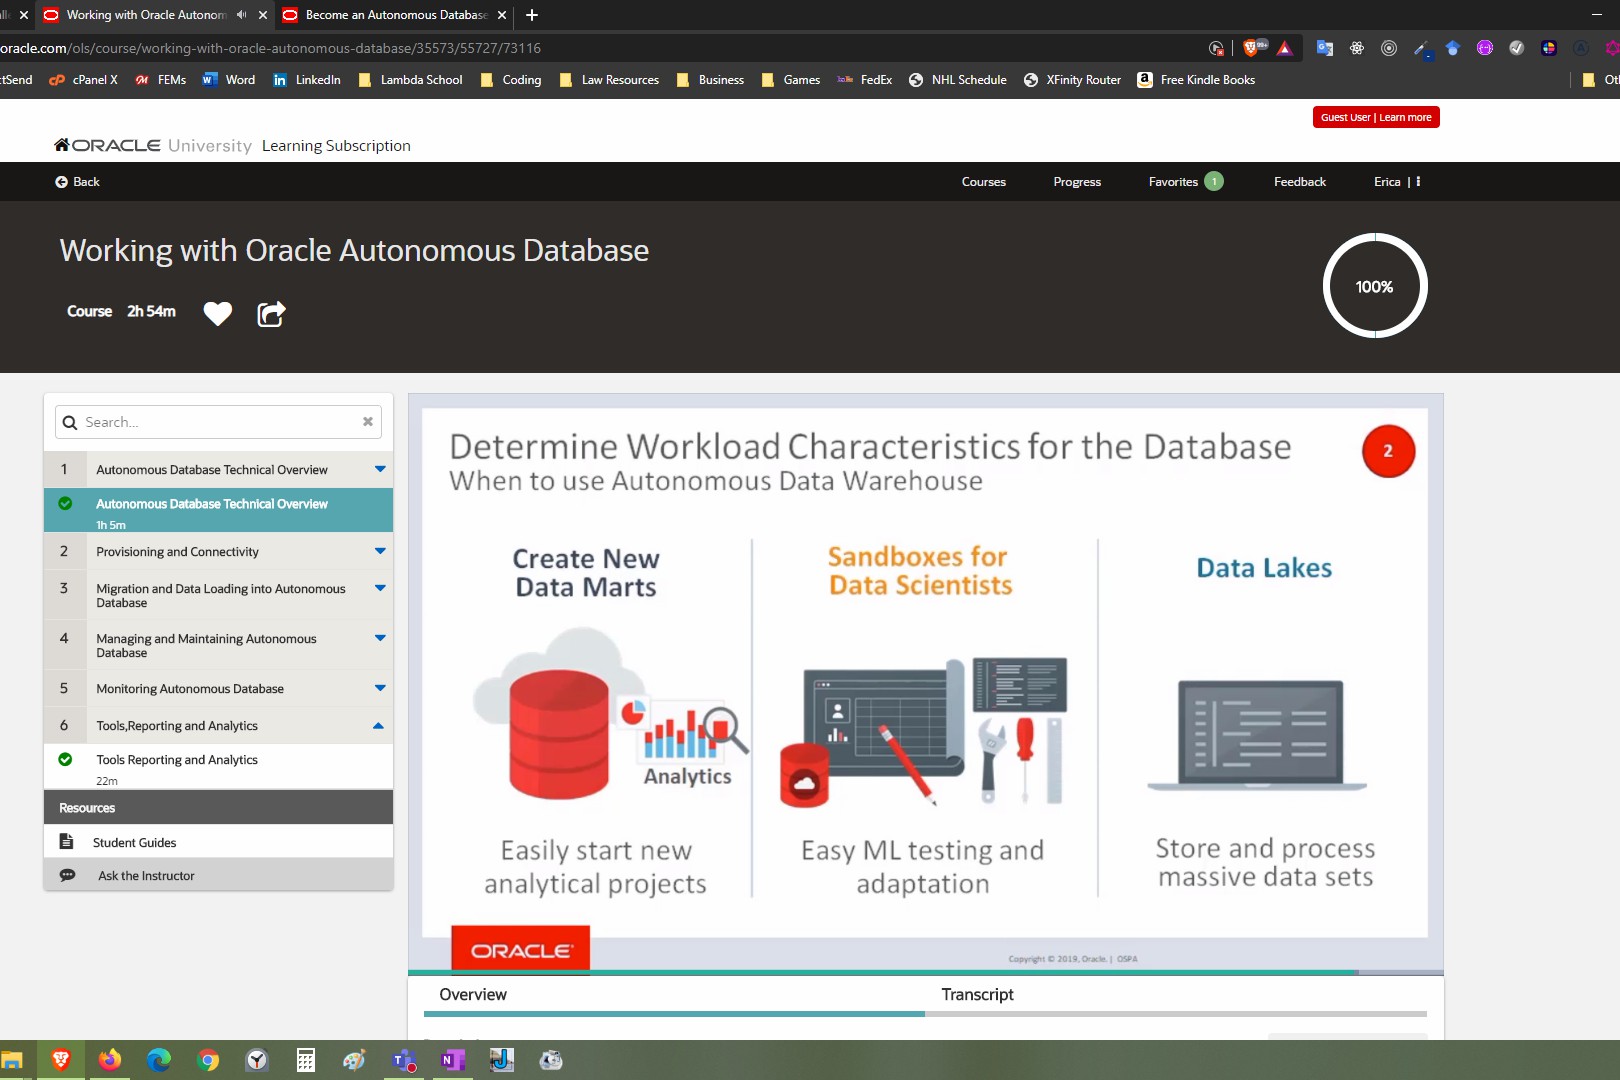 Working with Oracle Autonom
Become an Autonomous Database
oracle.com/ols/course/working-with-oracle-autonomous-database/35573/55727/73116
99+
tSend
cPanel X
FEMs
Word
LinkedIn
Lambda School
Coding
Law Resources
Business
Games
FedEx
NHL Schedule
XFinity Router
Free Kindle Books
Guest User | Learn more
ORACLE University Learning Subscription
Back
Courses
Progress
Favorites 1
Feedback
Erica |
Working with Oracle Autonomous Database
Course 2h 54m
100%
Search...
1 Autonomous Database Technical Overview
Autonomous Database Technical Overview
1h 5m
2 Provisioning and Connectivity
3 Migration and Data Loading into Autonomous
Database
4 Managing and Maintaining Autonomous
Database
5 Monitoring Autonomous Database
6 Tools,Reporting and Analytics
Tools Reporting and Analytics
22m
Resources
Student Guides
Ask the Instructor
Determine Workload Characteristics for the Database
When to use Autonomous Data Warehouse
2
Create New
Data Marts
Analytics
Easily start new
analytical projects
Sandboxes for
Data Scientists
Easy ML testing and
adaptation
Data Lakes
Store and process
massive data sets
ORACLE
Copyright © 2019, Oracle. | OSPA
Overview
Transcript